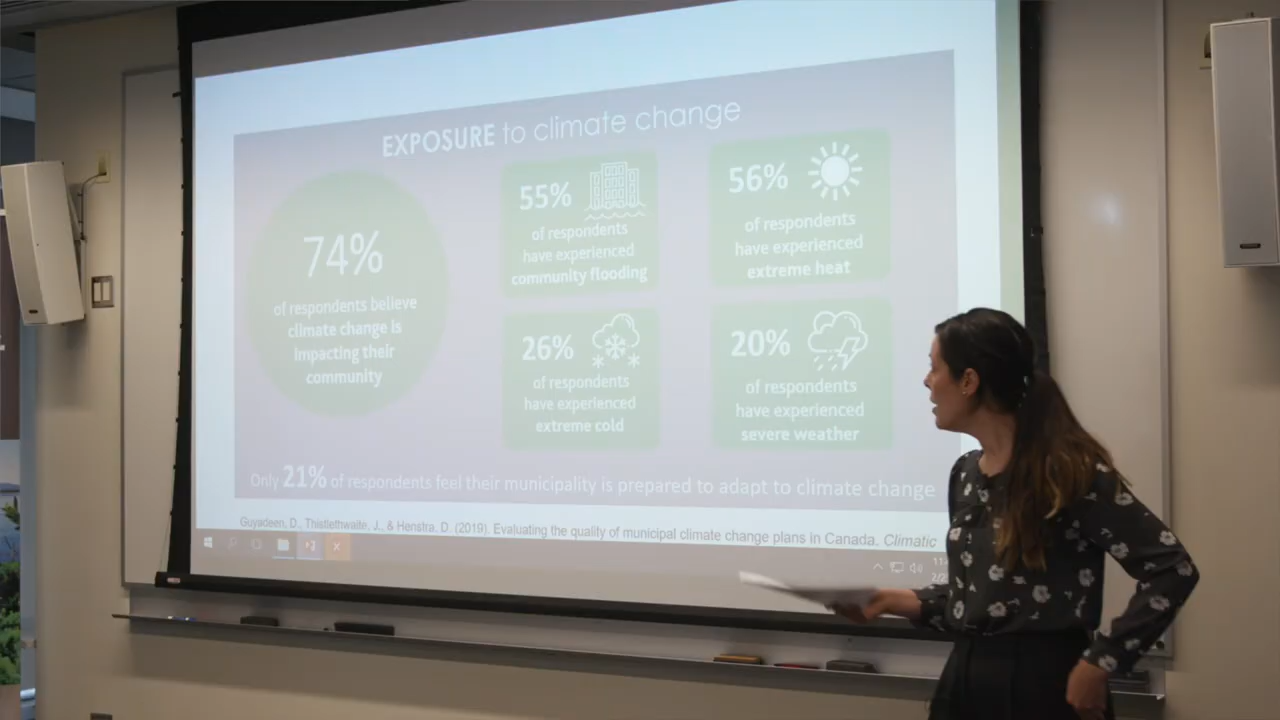 EXPOSURE to climate change
74%
of respondents believe
climate change is
impacting their
community
55%
of respondents
have experienced
community flooding
56%
of respondents
have experienced
extreme heat
26%
of respondents
have experienced
extreme cold
20%
of respondents
have experienced
severe weather
Only 21% of respondents feel their municipality is prepared to adapt to climate change
Guyadeen, D., Thistlethwaite, J., & Henstra, D. (2019). Evaluating the quality of municipal climate change plans in Canada. Climatic